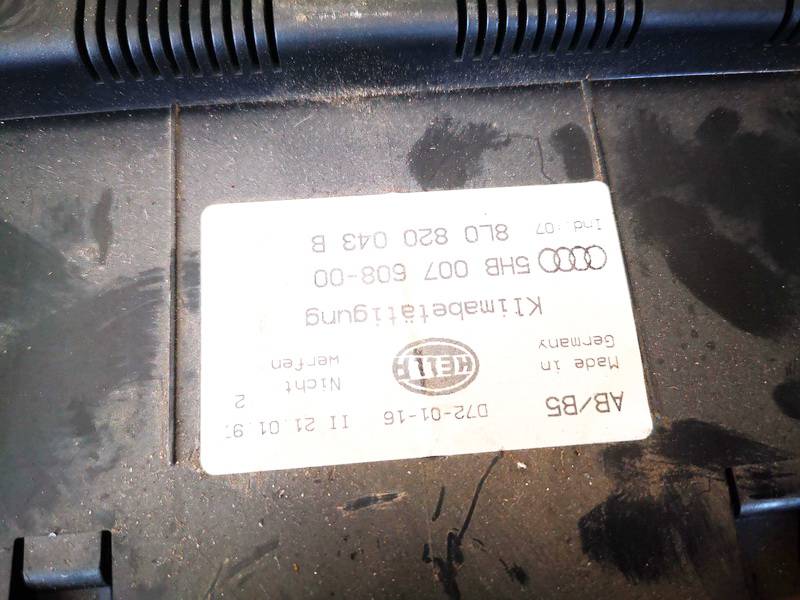 AB/B5 D72-01-16 II 21.01.9
2
Made in Germany HELLA Nicht werfen
Klimabetätigung
5HB 007 608-00
Ind.:07 8L0 820 043 B